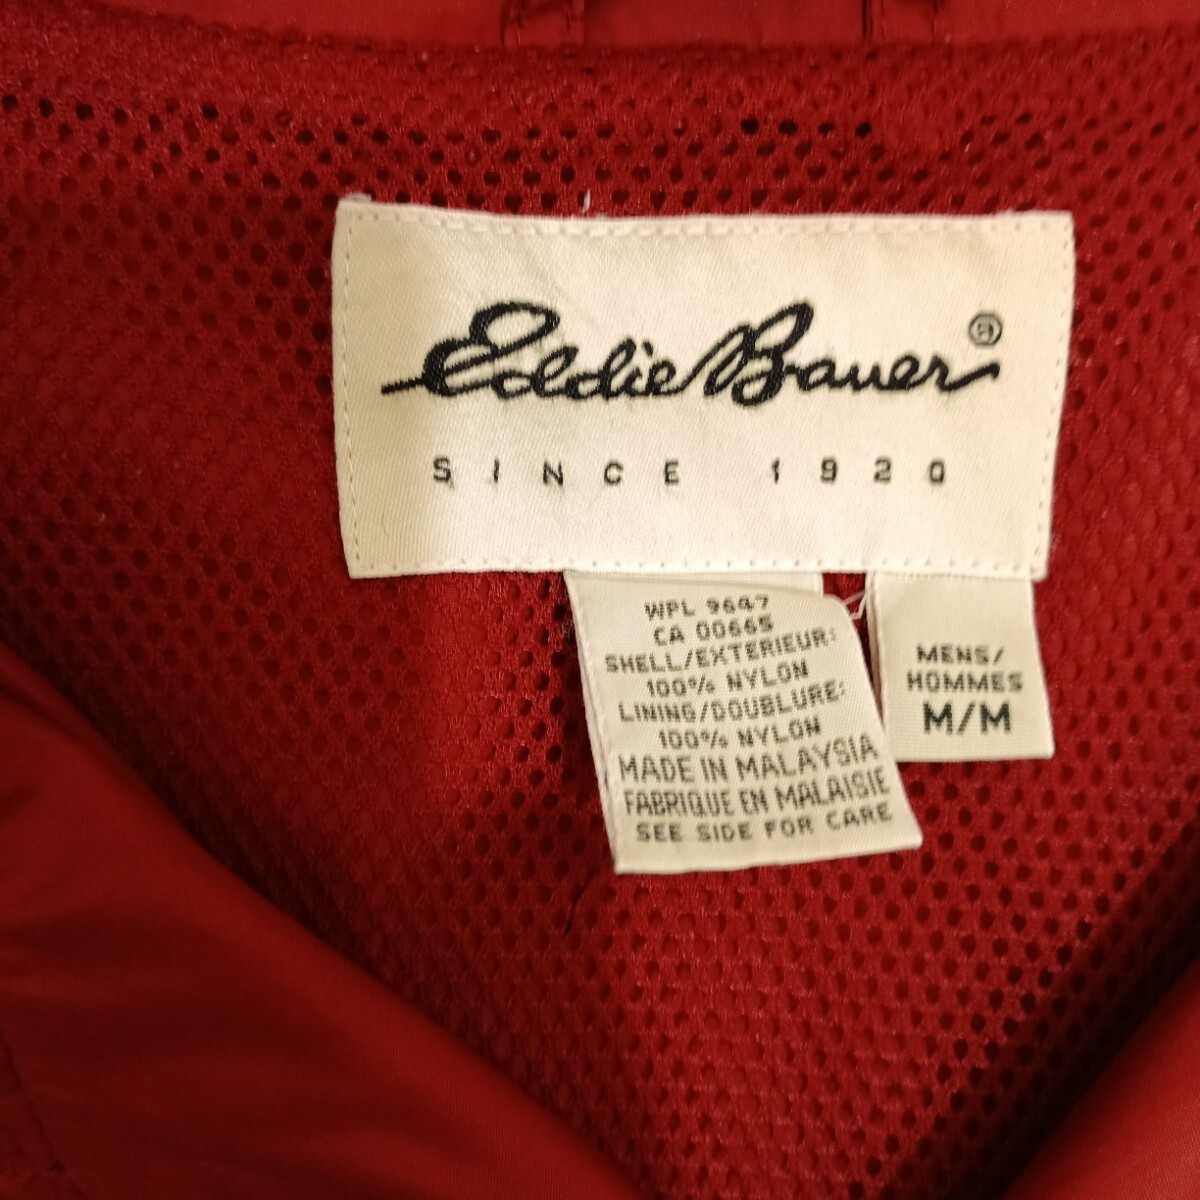 Eddie Bauer®
SINCE 1920
WPL 9647
CA 00665
SHELL/EXTERIEUR:
100% NYLON
LINING/DOUBLURE:
100% NYLON
MADE IN MALAYSIA
FABRIQUE EN MALAISIE
SEE SIDE FOR CARE
MENS/
HOMMES
M/M